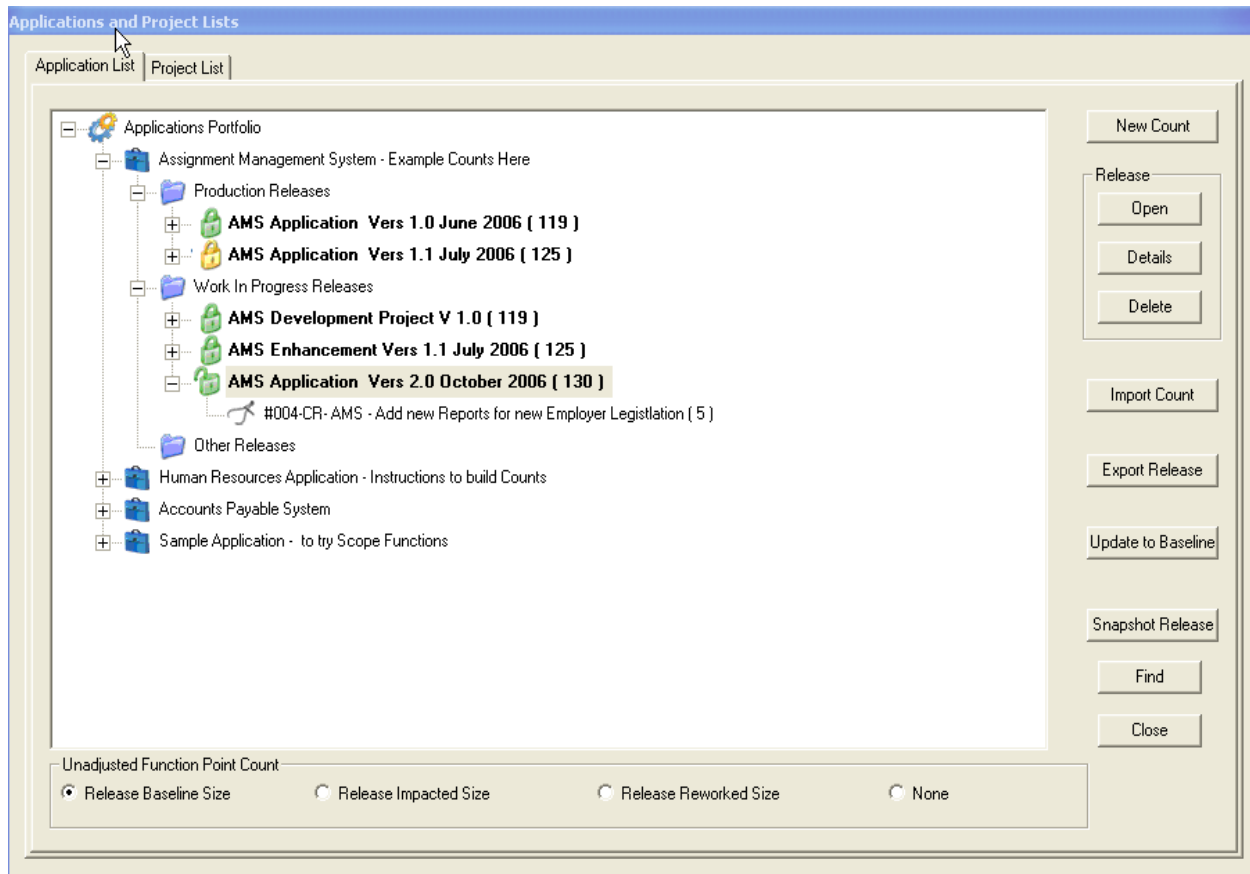 Applications and Project Lists
Application List Project List
Applications Portfolio
Assignment Management System - Example Counts Here
Production Releases
AMS Application Vers 1.0 June 2006 ( 119 )
AMS Application Vers 1.1 July 2006 ( 125 )
Work In Progress Releases
AMS Development Project V 1.0 ( 119 )
AMS Enhancement Vers 1.1 July 2006 ( 125 )
AMS Application Vers 2.0 October 2006 ( 130 )
#004-CR- AMS - Add new Reports for new Employer Legistlation ( 5 )
Other Releases
Human Resources Application - Instructions to build Counts
Accounts Payable System
Sample Application - to try Scope Functions
New Count
Release
Open
Details
Delete
Import Count
Export Release
Update to Baseline
Snapshot Release
Find
Close
Unadjusted Function Point Count
Release Baseline Size Release Impacted Size Release Reworked Size None